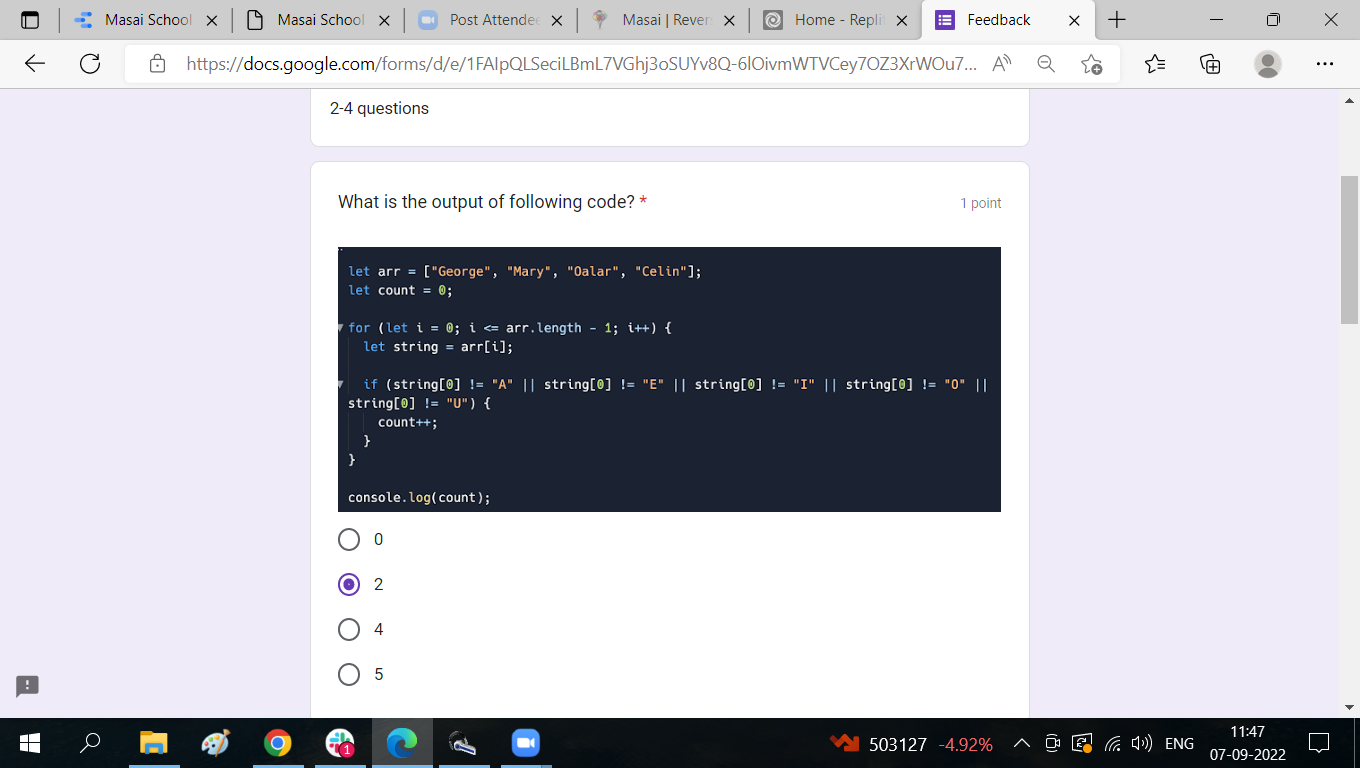 Masai School
Masai School
Post Attendee
Masai | Rever
Home - Replit
Feedback
https://docs.google.com/forms/d/e/1FAIpQLSeciLBmL7VGhj3oSUYv8Q-6lOivmWTVCey7OZ3XrWOu7...
2-4 questions
What is the output of following code? *
1 point
let arr = ["George", "Mary", "Oalar", "Celin"];
let count = 0;
for (let i = 0; i <= arr.length - 1; i++) {
let string = arr[i];
if (string[0] != "A" || string[0] != "E" || string[0] != "I" || string[0] != "O" ||
string[0] != "U") {
count++;
}
}
console.log(count);
0
2
4
5
1
503127 -4.92%
ENG
11:47
07-09-2022